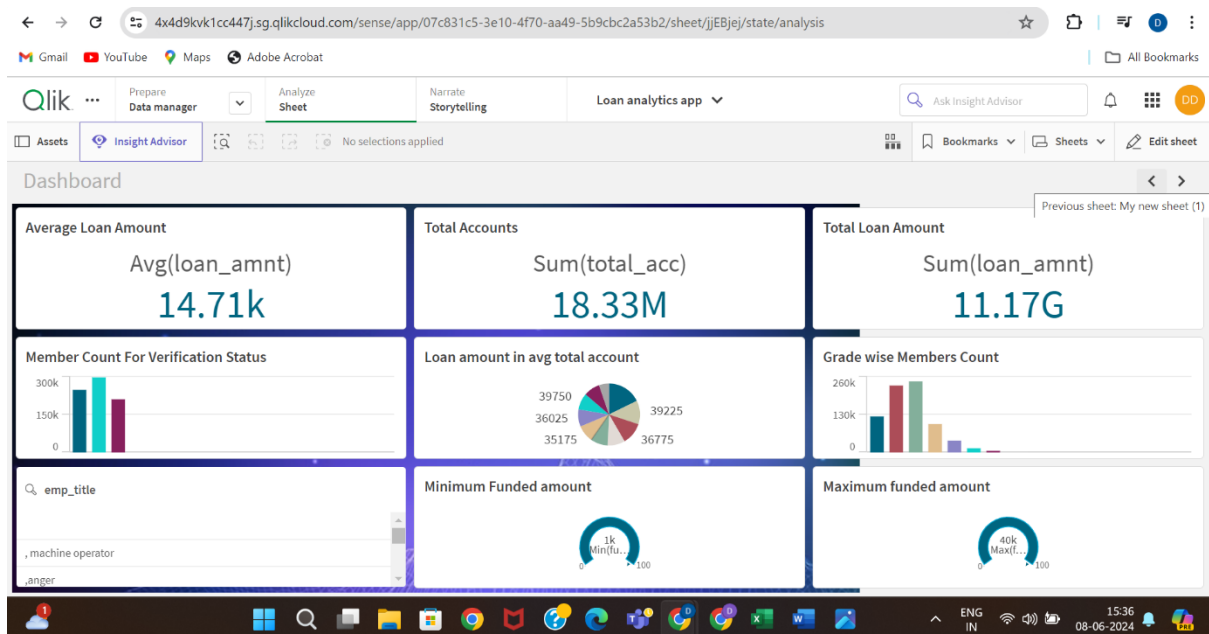 4x4d9kvk1cc447j.sg.qlikcloud.com/sense/app/07c831c5-3e10-4f70-aa49-5b9cbc2a53b2/sheet/jjEBjej/state/analysis
D
Gmail YouTube Maps Adobe Acrobat All Bookmarks
Qlik
Prepare
Data manager
Analyze
Sheet
Narrate
Storytelling
Loan analytics app
Ask Insight Advisor
DD
Assets Insight Advisor No selections applied Bookmarks Sheets Edit sheet
Dashboard
Previous sheet: My new sheet (1)
Average Loan Amount
Avg(loan_amnt)
14.71k
Total Accounts
Sum(total_acc)
18.33M
Total Loan Amount
Sum(loan_amnt)
11.17G
Member Count For Verification Status
300k
150k
0
Loan amount in avg total account
39750
39225
36025
35175
36775
Grade wise Members Count
260k
130k
0
emp_title
, machine operator
,anger
Minimum Funded amount
1k
Min(fu...
0
100
Maximum funded amount
40k
Max(f...
0
100
ENG
IN
15:36
08-06-2024
PRE